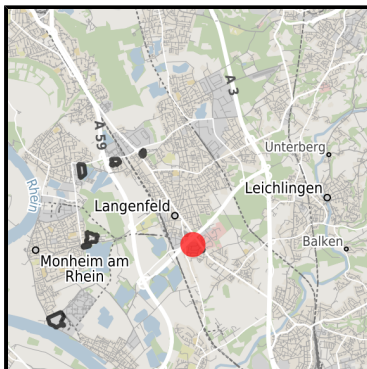 A 3
A 59
Unterberg
Leichlingen
Rhein
Langenfeld
Balken
Monheim am
Rhein